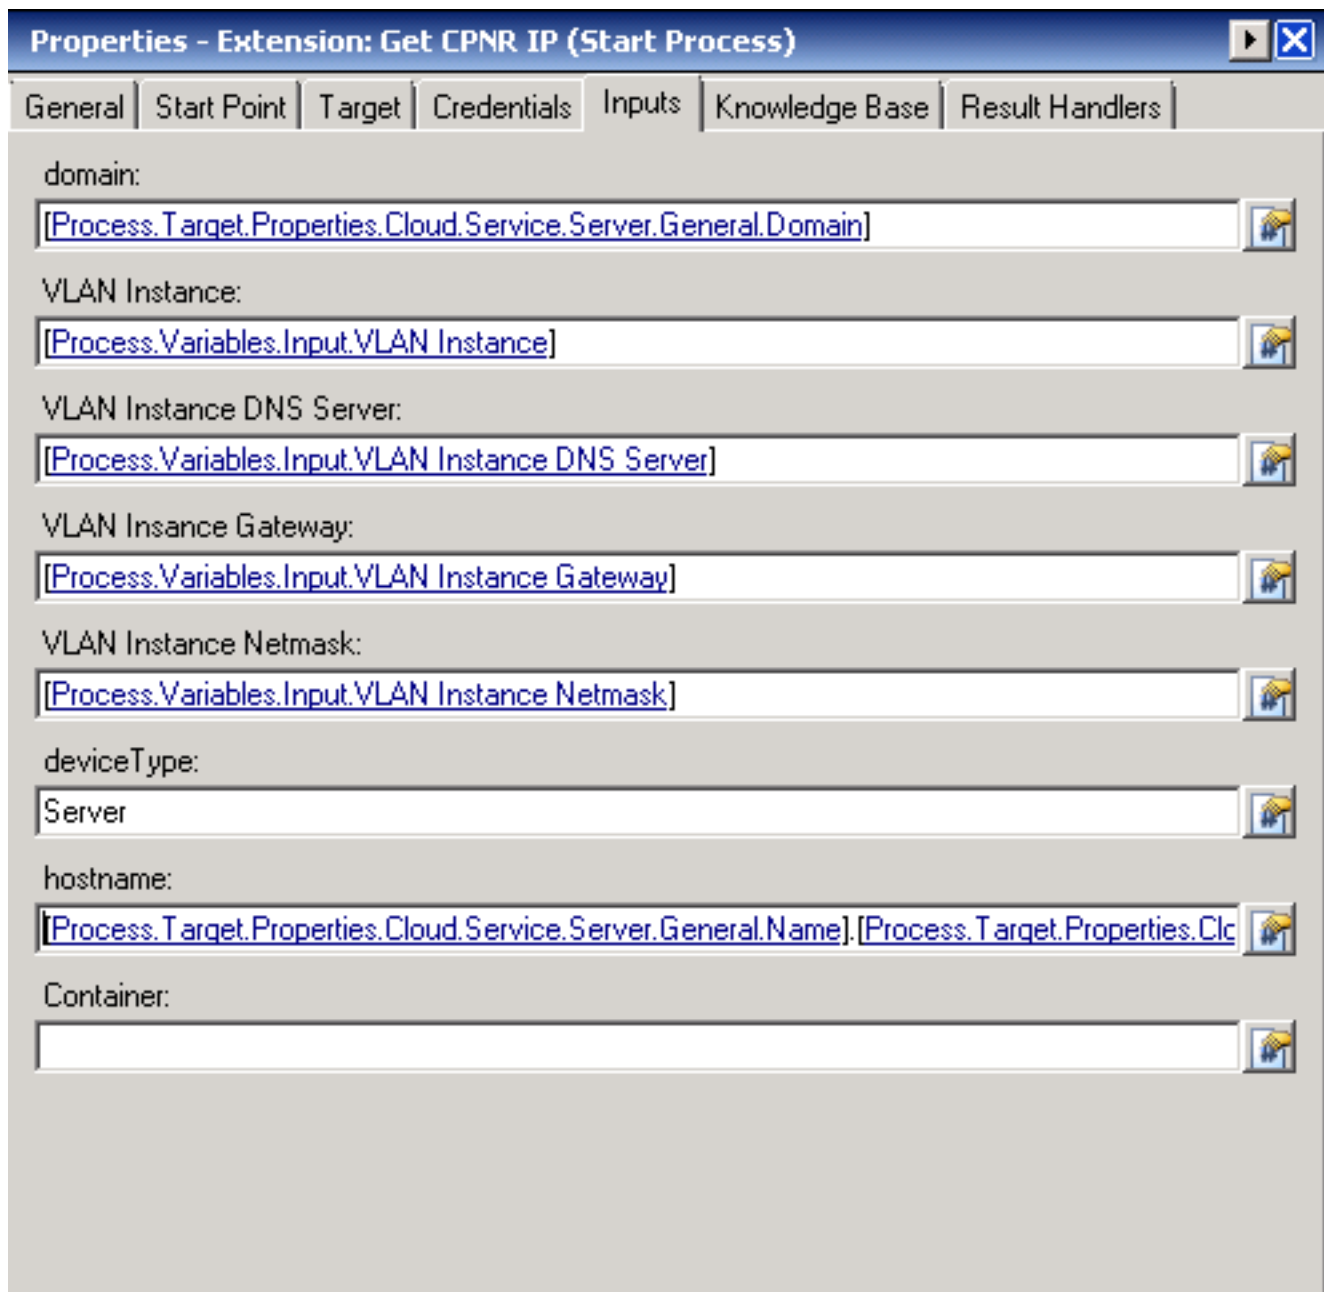 Properties - Extension: Get CPNR IP (Start Process)
General Start Point Target Credentials Inputs Knowledge Base Result Handlers
domain:
[Process.Target.Properties.Cloud.Service.Server.General.Domain]
VLAN Instance:
[Process.Variables.Input.VLAN Instance]
VLAN Instance DNS Server:
[Process.Variables.Input.VLAN Instance DNS Server]
VLAN Insance Gateway:
[Process.Variables.Input.VLAN Instance Gateway]
VLAN Instance Netmask:
[Process.Variables.Input.VLAN Instance Netmask]
deviceType:
Server
hostname:
[Process.Target.Properties.Cloud.Service.Server.General.Name].[Process.Target.Properties.Clo
Container: